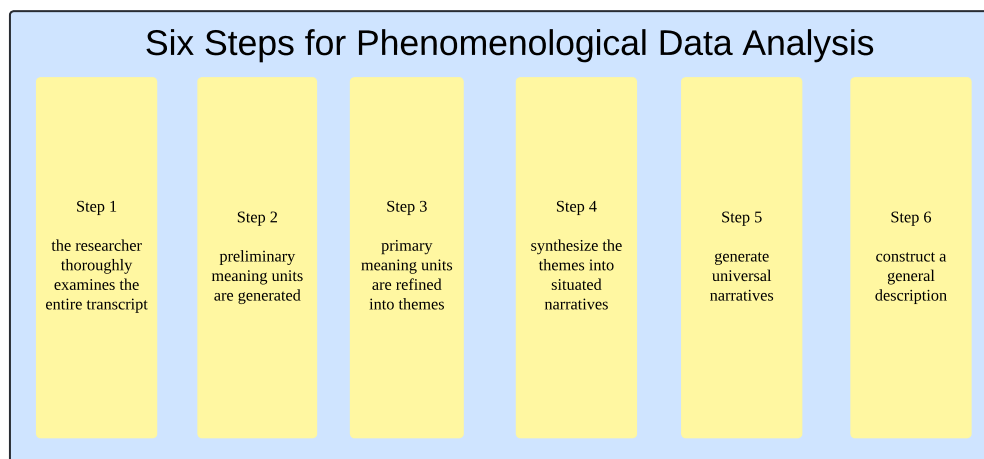 Six Steps for Phenomenological Data Analysis
Step 1
the researcher
thoroughly
examines the
entire transcript
Step 2
preliminary
meaning units
are generated
Step 3
primary
meaning units
are refined
into themes
Step 4
synthesize the
themes into
situated
narratives
Step 5
generate
universal
narratives
Step 6
construct a
general
description